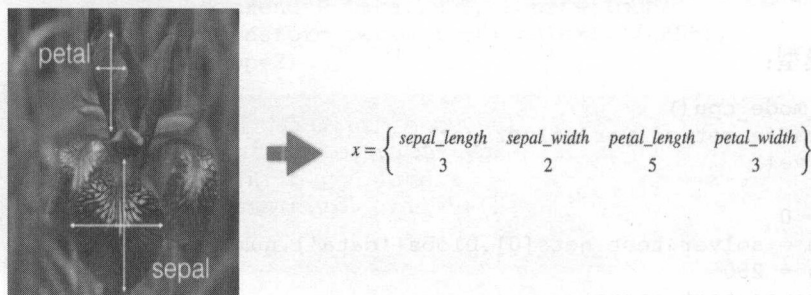 petal
sepal
x = { sepal_length sepal_width petal_length petal_width }
3 2 5 3